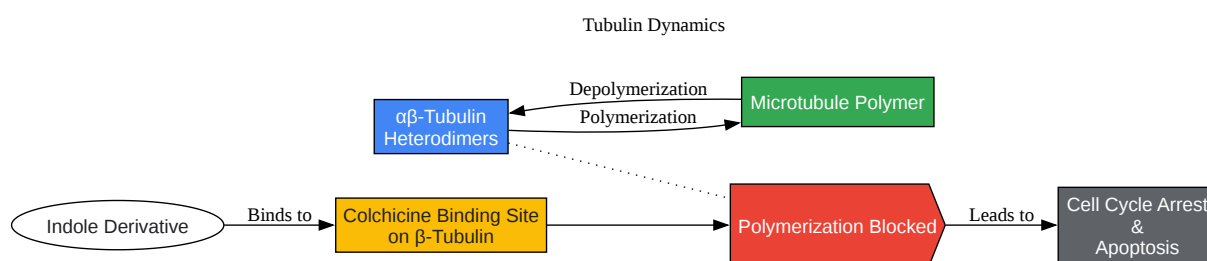 Tubulin Dynamics
Depolymerization
Microtubule Polymer
αβ-Tubulin
Heterodimers
Polymerization
Indole Derivative
Binds to
Colchicine Binding Site
on β-Tubulin
Polymerization Blocked
Leads to
Cell Cycle Arrest
&
Apoptosis